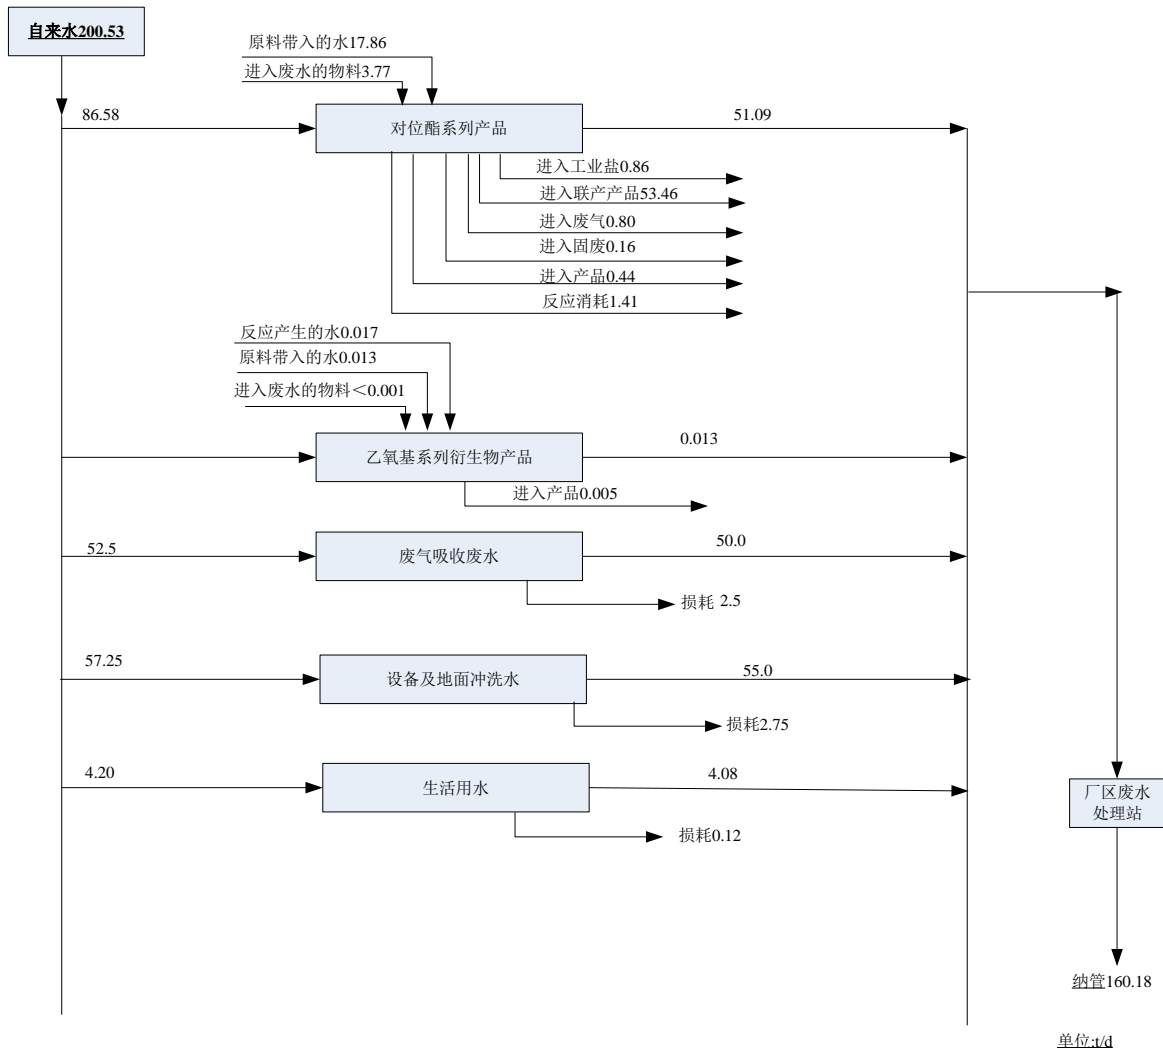 自来水200.53
原料带入的水17.86
进入废水的物料3.77
86.58
对位酯系列产品
51.09
进入工业盐0.86
进入联产产品53.46
进入废气0.80
进入固废0.16
进入产品0.44
反应消耗1.41
反应产生的水0.017
原料带入的水0.013
进入废水的物料＜0.001
乙氧基系列衍生物产品
0.013
进入产品0.005
52.5
废气吸收废水
50.0
损耗 2.5
57.25
设备及地面冲洗水
55.0
损耗2.75
4.20
生活用水
4.08
损耗0.12
厂区废水
处理站
纳管160.18
单位:t/d